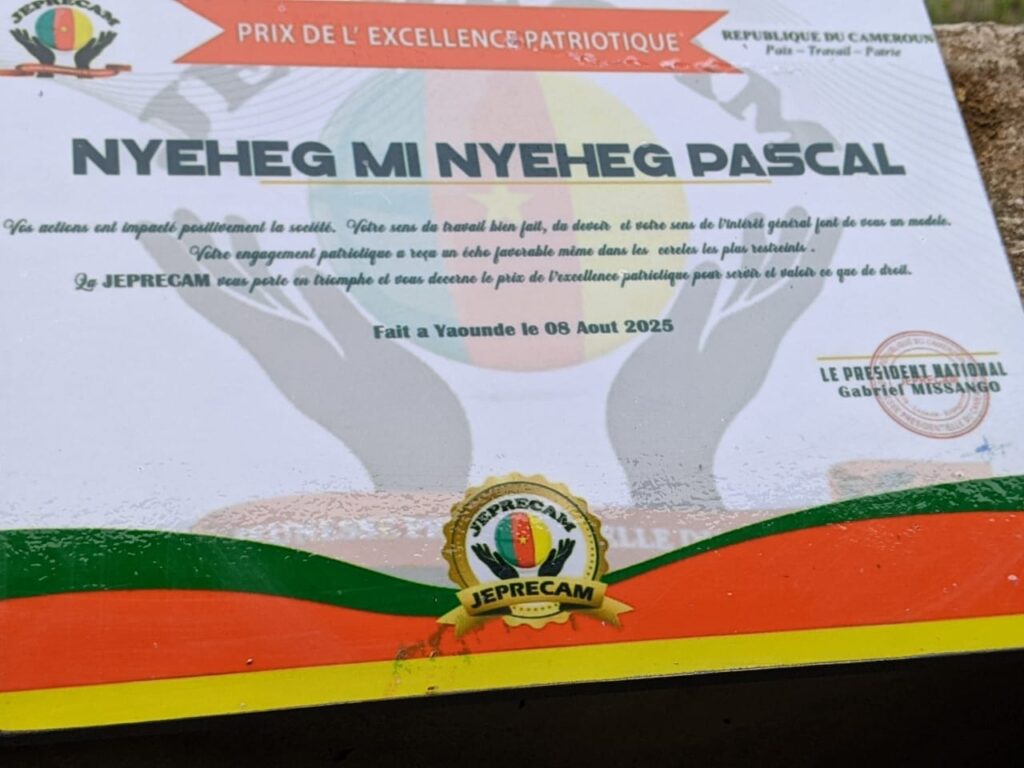 JEPRECAM
PRIX DE L' EXCELLENCE PATRIOTIQUE
REPUBLIQUE DU CAMEROUN
Paix – Travail – Patrie
NYEHEG MI NYEHEG PASCAL
Vos actions ont impacté positivement la société. Votre sens du travail bien fait, du devoir et votre sens de l'intérêt général font de vous un modele.
Votre engagement patriotique a reçu un écho favorable même dans les cercles les plus restreints .
La JEPRECAM vous porte en triomphe et vous decerne le prix de l'excellence patriotique pour servir et valoir ce que de droit.
Fait a Yaounde le 08 Aout 2025
LE PRESIDENT NATIONAL
Gabriel MISSANGO
JEPRECAM
JEPRECAM